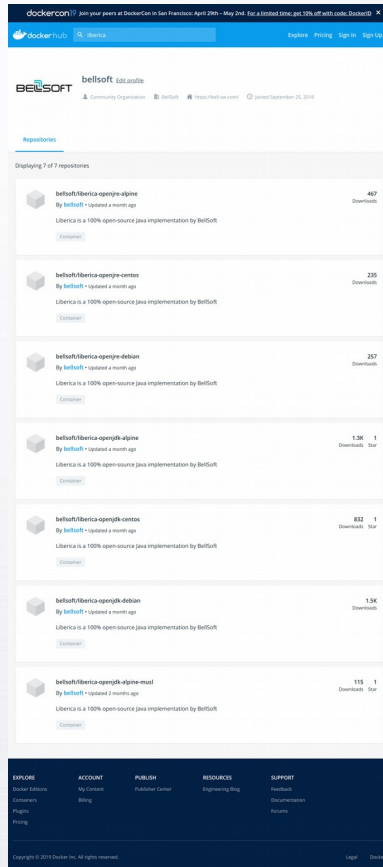 dockercon19 Join your peers at DockerCon in San Francisco: April 29th – May 2nd. For a limited time: get 10% off with code: DockerID ×
docker hub liberica Explore Pricing Sign In Sign Up
BELLSOFT
bellsoft Edit profile
Community Organization BellSoft https://bell-sw.com/ Joined September 25, 2018
Repositories
Displaying 7 of 7 repositories
bellsoft/liberica-openjre-alpine 467
By bellsoft • Updated a month ago Downloads
Liberica is a 100% open-source Java implementation by BellSoft
Container
bellsoft/liberica-openjre-centos 235
By bellsoft • Updated a month ago Downloads
Liberica is a 100% open-source Java implementation by BellSoft
Container
bellsoft/liberica-openjre-debian 257
By bellsoft • Updated a month ago Downloads
Liberica is a 100% open-source Java implementation by BellSoft
Container
bellsoft/liberica-openjdk-alpine 1.3K 1
By bellsoft • Updated a month ago Downloads Star
Liberica is a 100% open-source Java implementation by BellSoft
Container
bellsoft/liberica-openjdk-centos 832 1
By bellsoft • Updated a month ago Downloads Star
Liberica is a 100% open-source Java implementation by BellSoft
Container
bellsoft/liberica-openjdk-debian 1.5K
By bellsoft • Updated a month ago Downloads
Liberica is a 100% open-source Java implementation by BellSoft
Container
bellsoft/liberica-openjdk-alpine-musl 115 1
By bellsoft • Updated 2 months ago Downloads Star
Liberica is a 100% open-source Java implementation by BellSoft
Container
EXPLORE ACCOUNT PUBLISH RESOURCES SUPPORT
Docker Editions My Content Publisher Center Engineering Blog Feedback
Containers Billing Documentation
Plugins Forums
Pricing
Copyright © 2019 Docker Inc. All rights reserved. Legal Docke